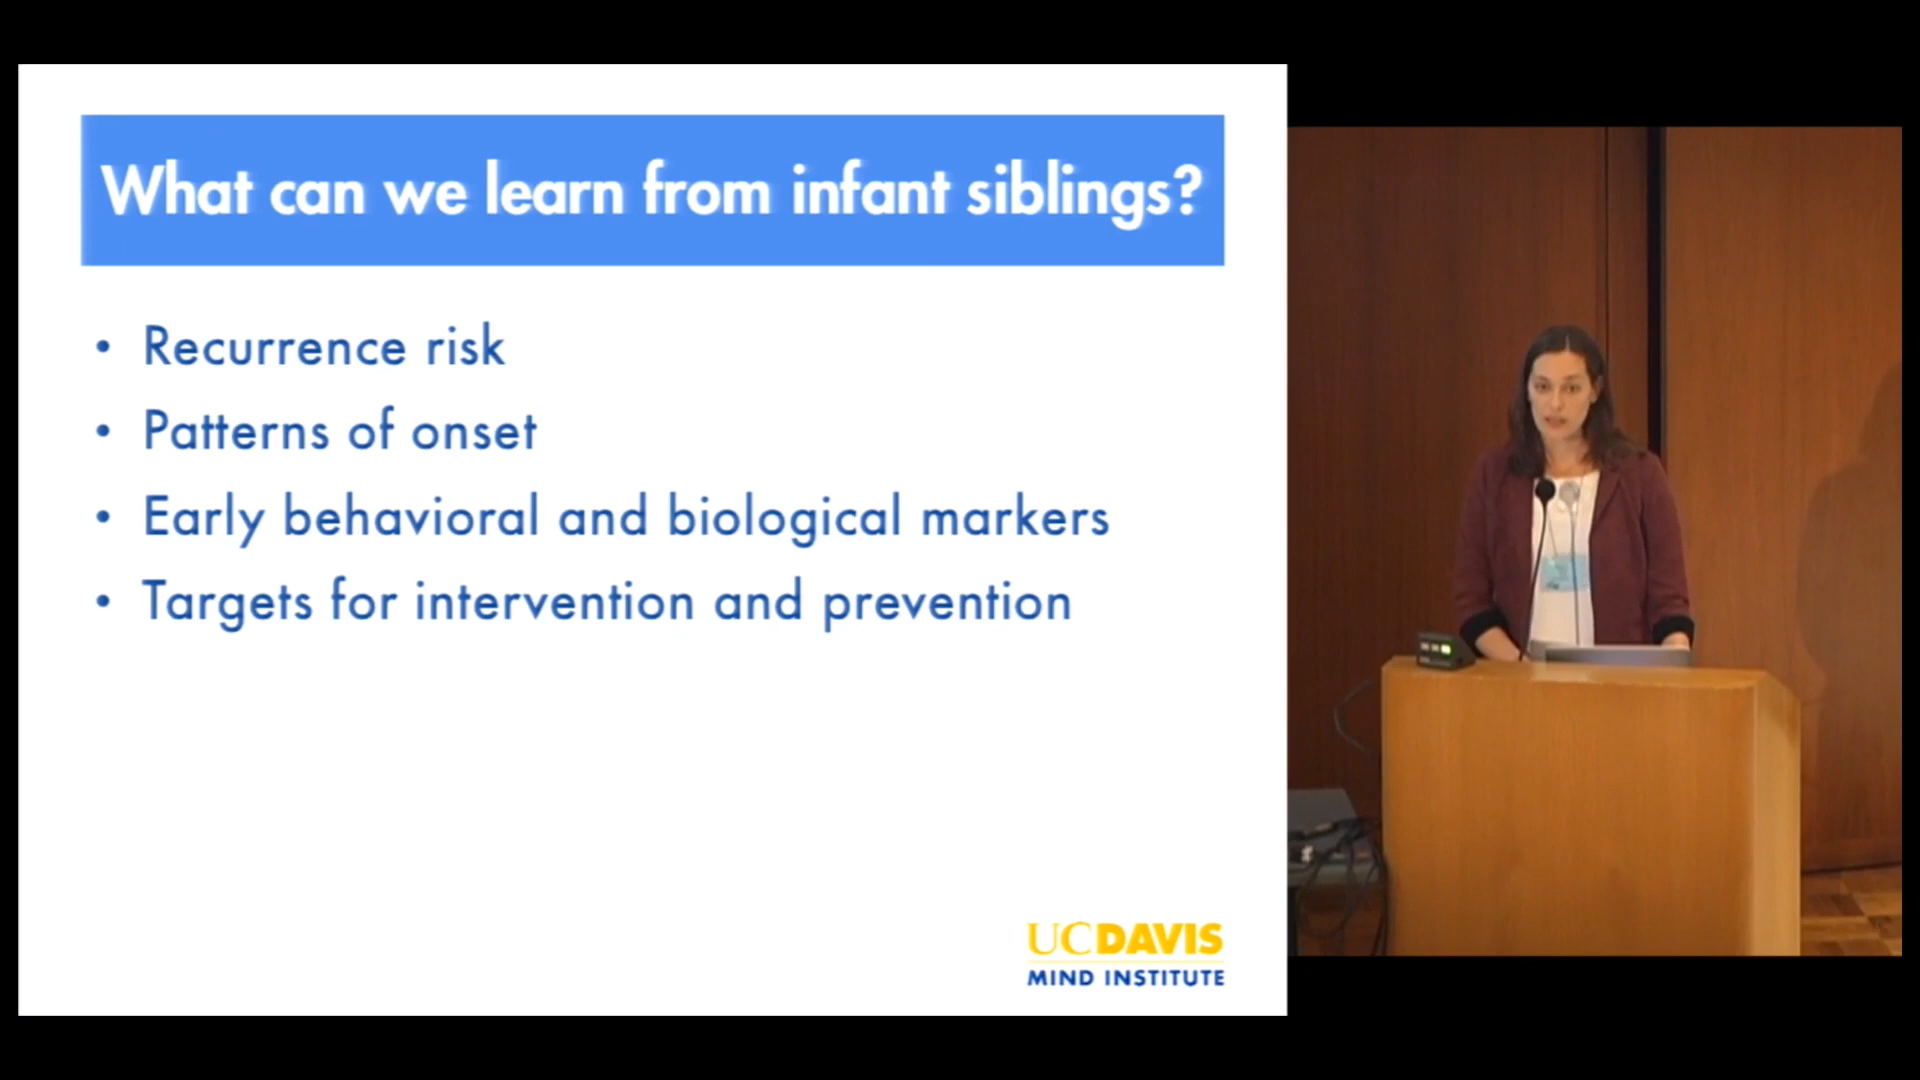 What can we learn from infant siblings?
• Recurrence risk
• Patterns of onset
• Early behavioral and biological markers
• Targets for intervention and prevention
UCDAVIS
MIND INSTITUTE